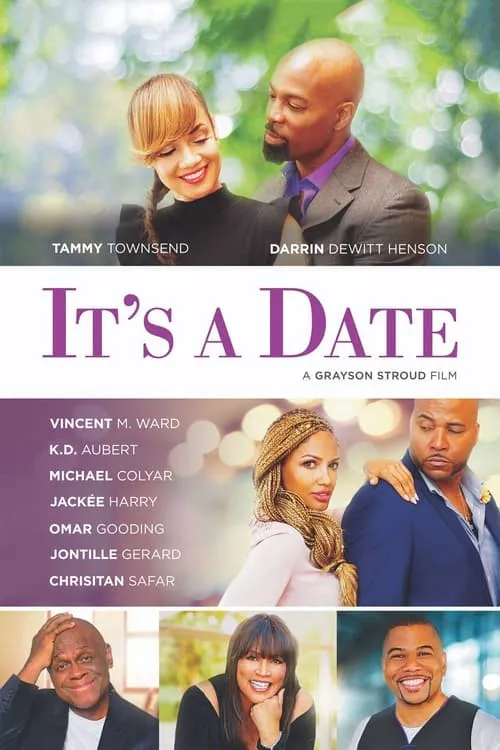 TAMMY TOWNSEND
DARRIN DEWITT HENSON
IT'S A DATE
A GRAYSON STROUD FILM
VINCENT M. WARD
K.D. AUBERT
MICHAEL COLYAR
JACKÉE HARRY
OMAR GOODING
JONTILLE GERARD
CHRISITAN SAFAR